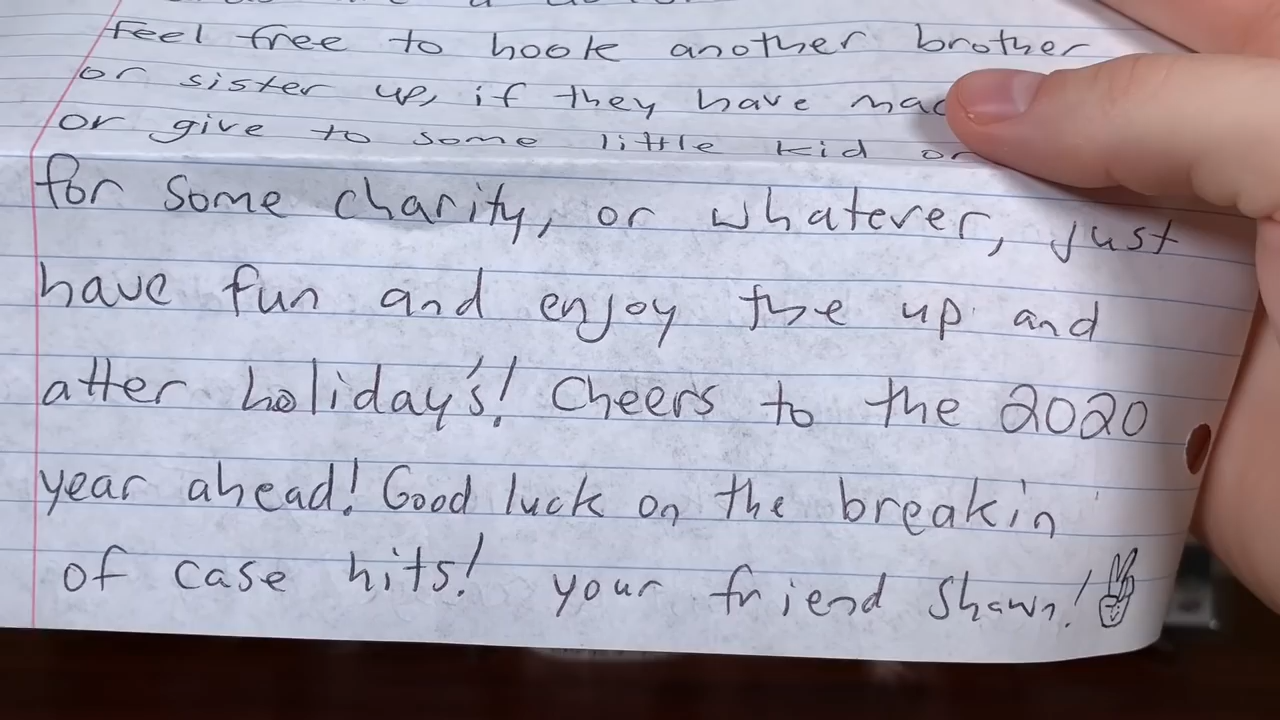 Feel free to hook another brother
or sister up, if they have
or give to some little kid or
for some charity, or whatever, just
have fun and enjoy the up and
atter holiday's! Cheers to the 2020
year ahead! Good luck on the breakin
of case hits! your friend Shawn!